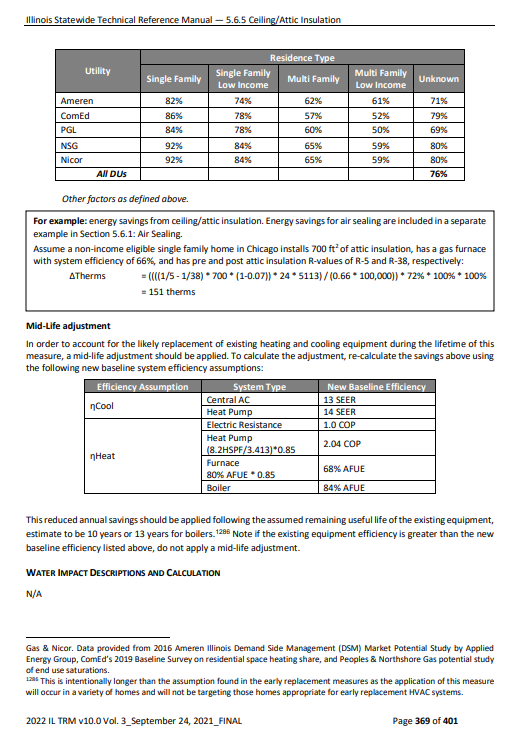 Illinois Statewide Technical Reference Manual — 5.6.5 Ceiling/Attic Insulation
Utility
Residence Type
Single Family
Single Family Low Income
Multi Family
Multi Family Low Income
Unknown
Ameren 82% 74% 62% 61% 71%
ComEd 86% 78% 57% 52% 79%
PGL 84% 78% 60% 50% 69%
NSG 92% 84% 65% 59% 80%
Nicor 92% 84% 65% 59% 80%
All DUs 76%
Other factors as defined above.
For example: energy savings from ceiling/attic insulation. Energy savings for air sealing are included in a separate
example in Section 5.6.1: Air Sealing.
Assume a non-income eligible single family home in Chicago installs 700 ft² of attic insulation, has a gas furnace
with system efficiency of 66%, and has pre and post attic insulation R-values of R-5 and R-38, respectively:
ΔTherms = ((((1/5 - 1/38) * 700 * (1-0.07)) * 24 * 5113) / (0.66 * 100,000)) * 72% * 100% * 100%
= 151 therms
Mid-Life adjustment
In order to account for the likely replacement of existing heating and cooling equipment during the lifetime of this
measure, a mid-life adjustment should be applied. To calculate the adjustment, re-calculate the savings above using
the following new baseline system efficiency assumptions:
Efficiency Assumption System Type New Baseline Efficiency
ηCool
Central AC 13 SEER
Heat Pump 14 SEER
ηHeat
Electric Resistance 1.0 COP
Heat Pump
(8.2HSPF/3.413)*0.85
2.04 COP
Furnace
80% AFUE * 0.85
68% AFUE
Boiler 84% AFUE
This reduced annual savings should be applied following the assumed remaining useful life of the existing equipment,
estimate to be 10 years or 13 years for boilers.¹²⁸⁶ Note if the existing equipment efficiency is greater than the new
baseline efficiency listed above, do not apply a mid-life adjustment.
WATER IMPACT DESCRIPTIONS AND CALCULATION
N/A
Gas & Nicor. Data provided from 2016 Ameren Illinois Demand Side Management (DSM) Market Potential Study by Applied
Energy Group, ComEd's 2019 Baseline Survey on residential space heating share, and Peoples & Northshore Gas potential study
of end use saturations.
¹²⁸⁶ This is intentionally longer than the assumption found in the early replacement measures as the application of this measure
will occur in a variety of homes and will not be targeting those homes appropriate for early replacement HVAC systems.
2022 IL TRM v10.0 Vol. 3_September 24, 2021_FINAL
Page 369 of 401